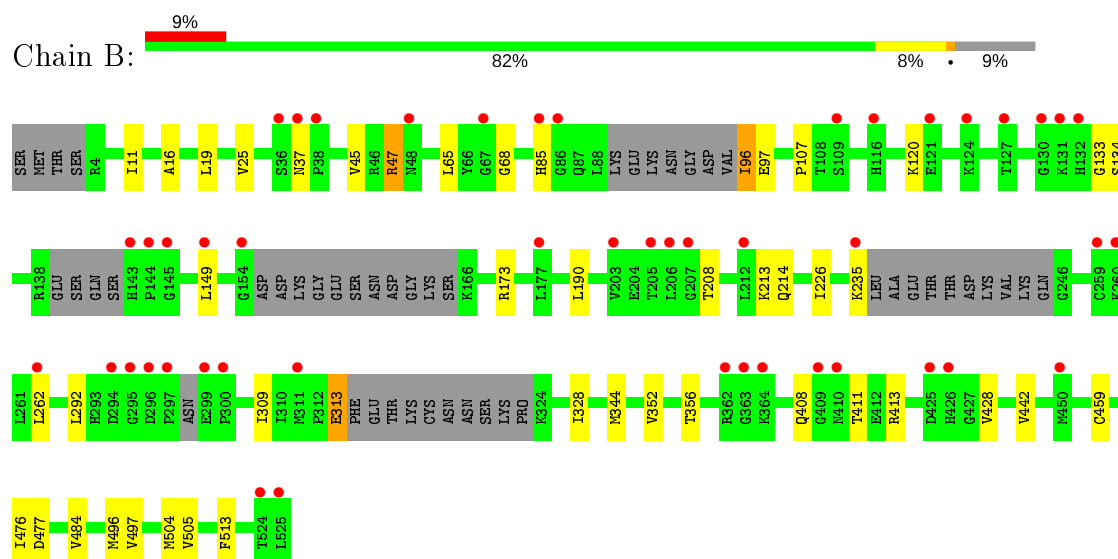 9%
Chain B:
82% 8% • 9%
SER MET THR SER R4 I11 A16 L19 V25 S36 N37 P38 V45 R46 R47 N48 L65 Y66 G67 G68 H85 G86 Q87 L88 LYS GLU LYS ASN GLY ASP VAL I96 E97 P107 T108 S109 H116 K120 E121 K124 T127 G130 K131 H132 G133 S134
R138 GLU SER GLN SER H143 P144 G145 L149 G154 ASP ASP LYS GLY GLU SER ASN ASP GLY LYS SER K166 R173 L177 L190 V203 E204 T205 L206 G207 T208 L212 K213 Q214 I226 K235 LEU ALA GLU THR THR ASP LYS VAL LYS GLN G246 C259 K260
L261 L262 L292 H293 D294 G295 D296 P297 ASN E299 P300 I309 I310 M311 P312 E313 PHE GLU THR LYS CYS ASN ASN SER LYS PRO K324 I328 M344 V352 T356 R362 G363 K364 Q408 G409 N410 T411 E412 R413 D425 H426 G427 V428 V442 M450 C459
I476 D477 V484 M496 V497 M504 V505 F513 T524 L525